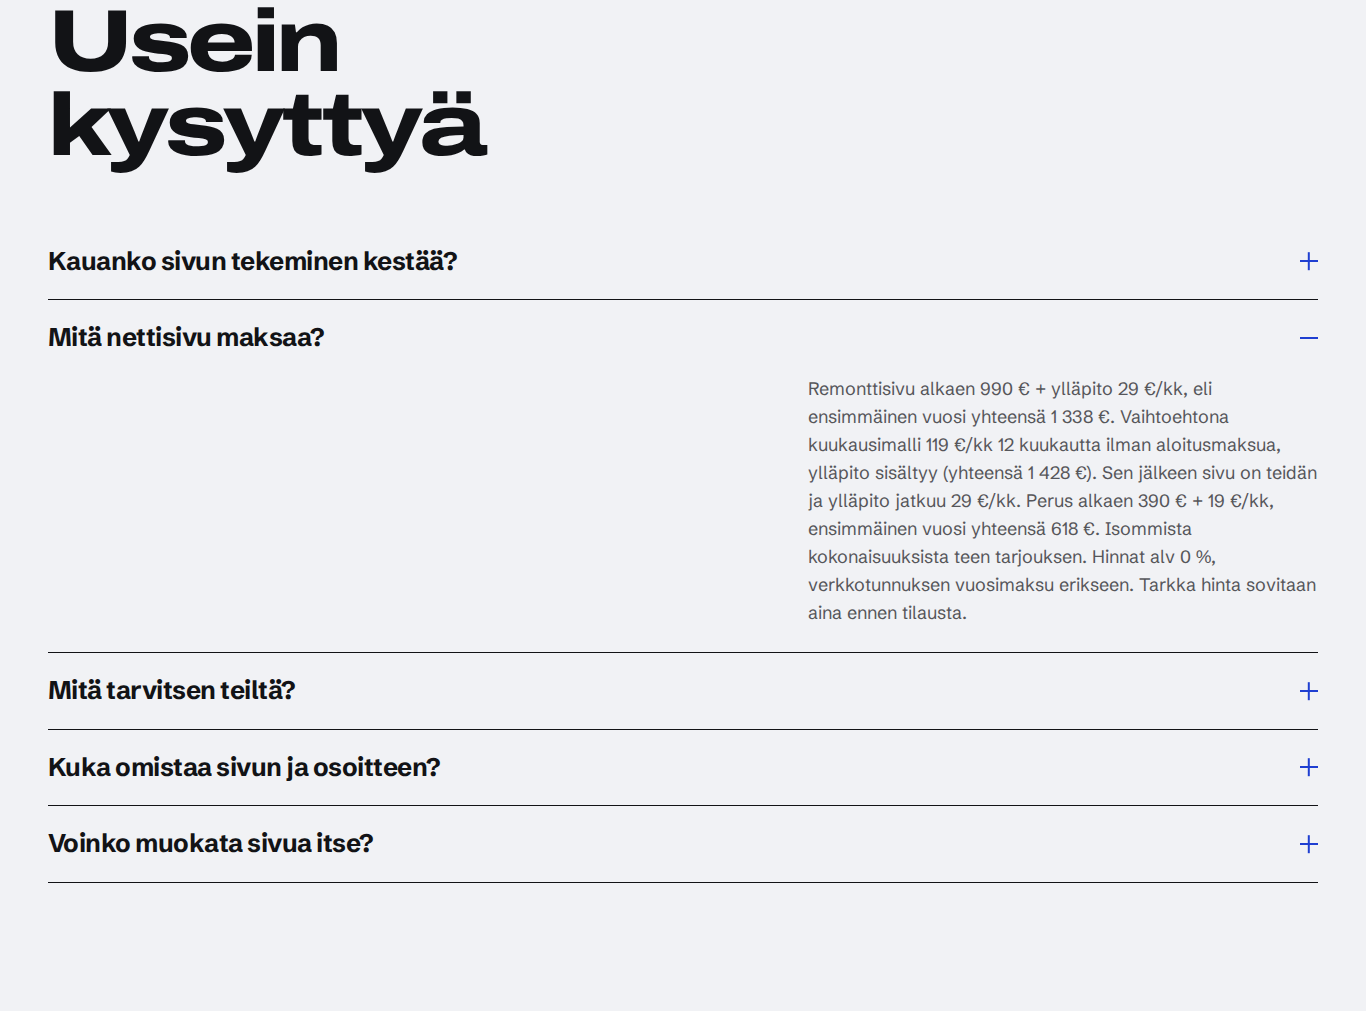 Usein
kysyttyä
Kauanko sivun tekeminen kestää?
Mitä nettisivu maksaa?
Remonttisivu alkaen 990 € + ylläpito 29 €/kk, eli
ensimmäinen vuosi yhteensä 1 338 €. Vaihtoehtona
kuukausimalli 119 €/kk 12 kuukautta ilman aloitusmaksua,
ylläpito sisältyy (yhteensä 1 428 €). Sen jälkeen sivu on teidän
ja ylläpito jatkuu 29 €/kk. Perus alkaen 390 € + 19 €/kk,
ensimmäinen vuosi yhteensä 618 €. Isommista
kokonaisuuksista teen tarjouksen. Hinnat alv 0 %,
verkkotunnuksen vuosimaksu erikseen. Tarkka hinta sovitaan
aina ennen tilausta.
Mitä tarvitsen teiltä?
Kuka omistaa sivun ja osoitteen?
Voinko muokata sivua itse?